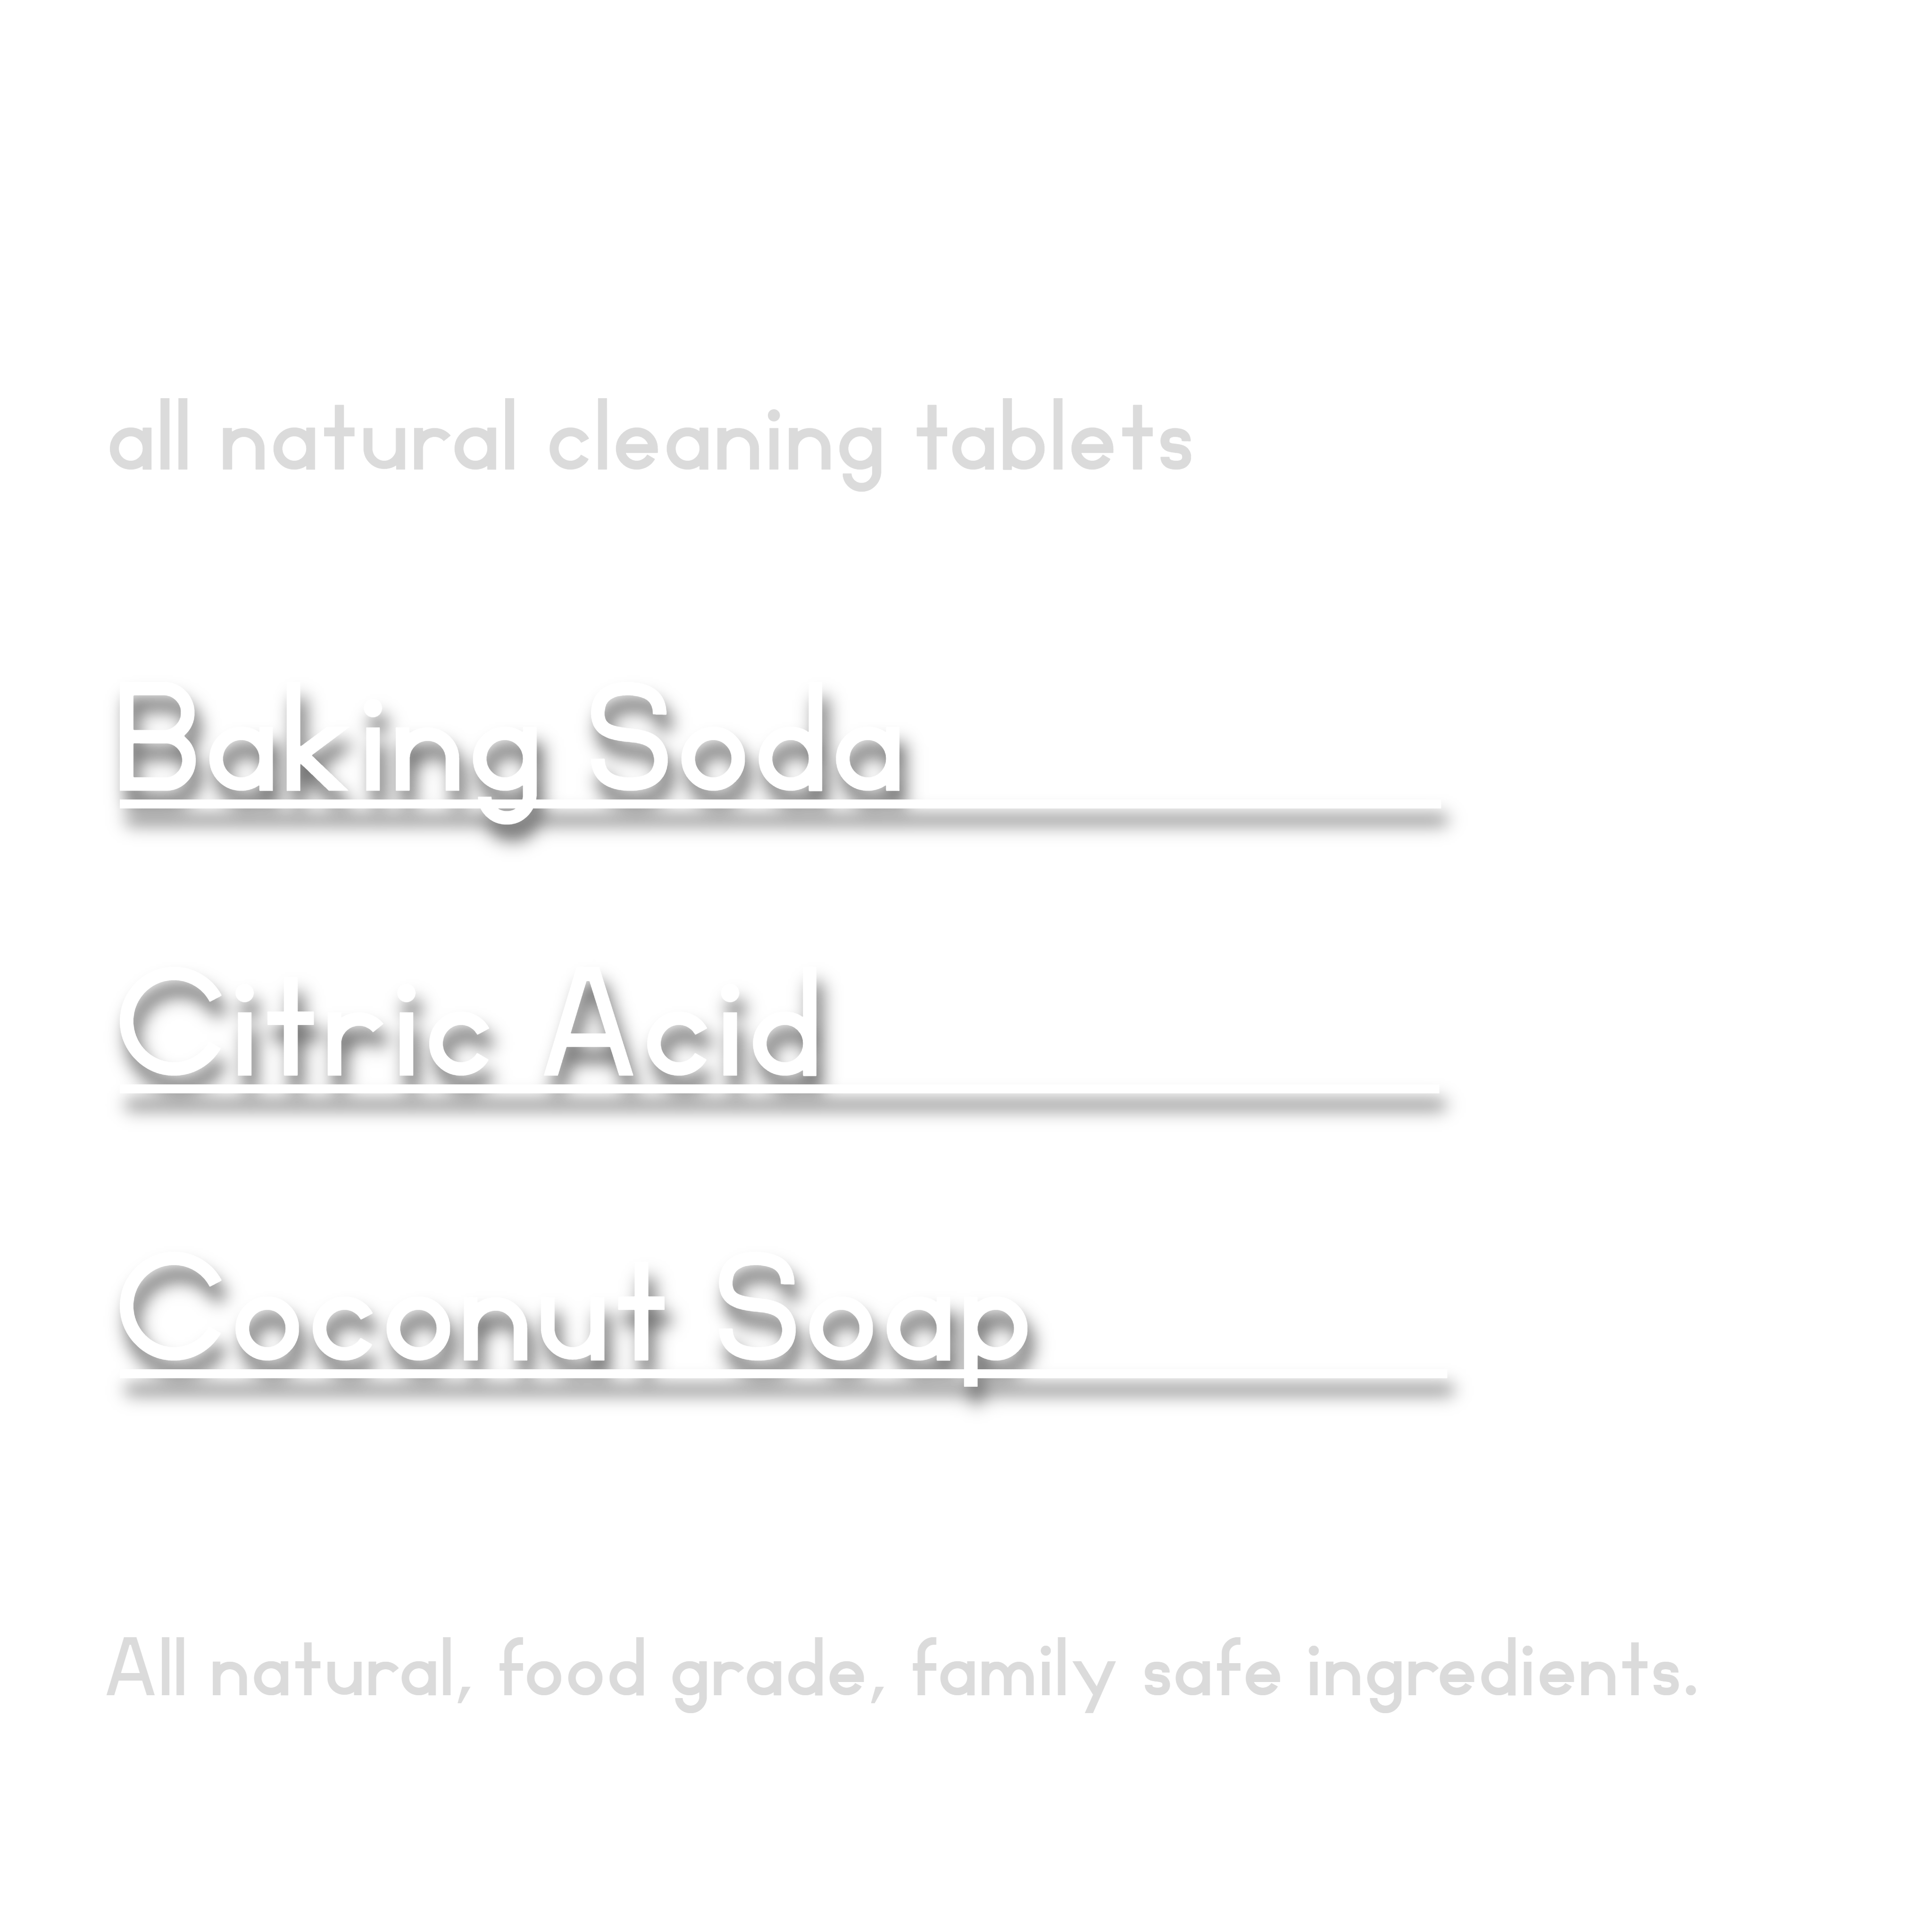 all natural cleaning tablets
Baking Soda
Citric Acid
Coconut Soap
All natural, food grade, family safe ingredients.